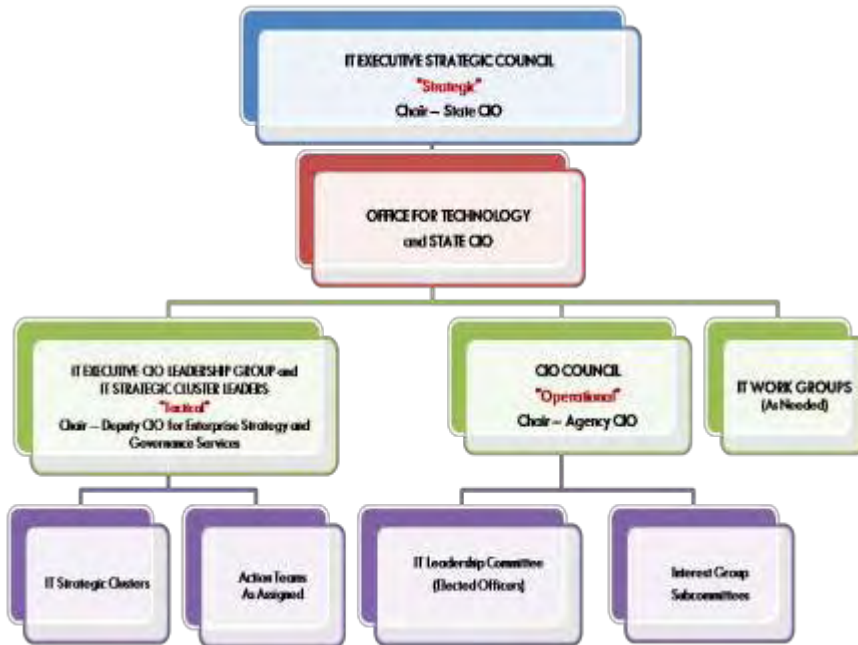 IT EXECUTIVE STRATEGIC COUNCIL
"Strategic"
Chair – State CIO
OFFICE FOR TECHNOLOGY
and STATE CIO
IT EXECUTIVE CIO LEADERSHIP GROUP and
IT STRATEGIC CLUSTER LEADERS
"Tactical"
Chair – Deputy CIO for Enterprise Strategy and
Governance Services
CIO COUNCIL
"Operational"
Chair – Agency CIO
IT WORK GROUPS
(As Needed)
IT Strategic Clusters
Action Teams
As Assigned
IT Leadership Committee
(Elected Officers)
Interest Group
Subcommittees